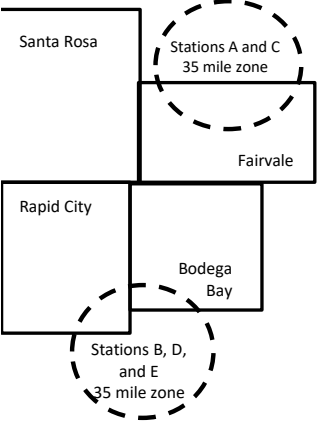 Santa Rosa
Stations A and C
35 mile zone
Fairvale
Rapid City
Bodega
Bay
Stations B, D,
and E
35 mile zone